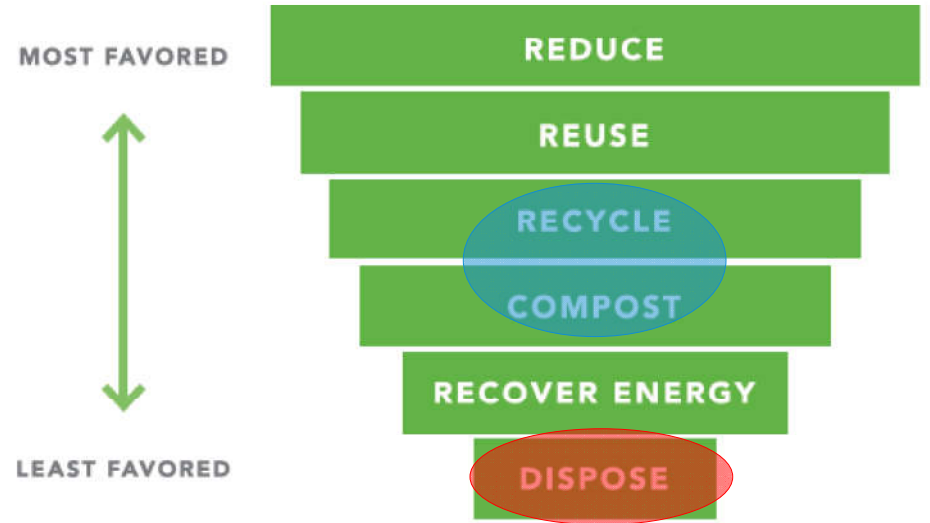 MOST FAVORED
REDUCE
REUSE
RECYCLE
COMPOST
RECOVER ENERGY
LEAST FAVORED
DISPOSE